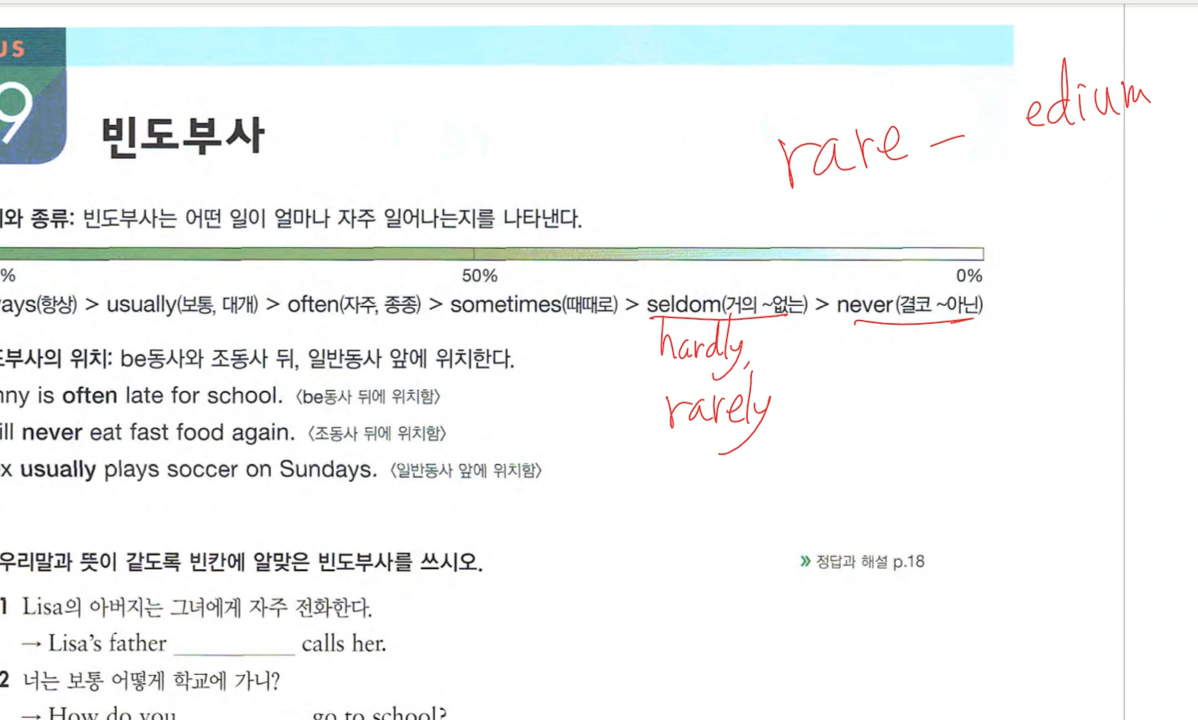 US
9
빈도부사
rare – edium
와 종류: 빈도부사는 어떤 일이 얼마나 자주 일어나는지를 나타낸다.
% 50% 0%
ays(항상) > usually(보통, 대개) > often(자주, 종종) > sometimes(때때로) > seldom(거의 ~없는) > never(결코 ~아닌)
hardly,
rarely
부사의 위치: be동사와 조동사 뒤, 일반동사 앞에 위치한다.
nny is often late for school. 〈be동사 뒤에 위치함〉
ill never eat fast food again. 〈조동사 뒤에 위치함〉
x usually plays soccer on Sundays. 〈일반동사 앞에 위치함〉
우리말과 뜻이 같도록 빈칸에 알맞은 빈도부사를 쓰시오. » 정답과 해설 p.18
1 Lisa의 아버지는 그녀에게 자주 전화한다.
→ Lisa's father ________ calls her.
2 너는 보통 어떻게 학교에 가니?
→ How do you ________ go to school?